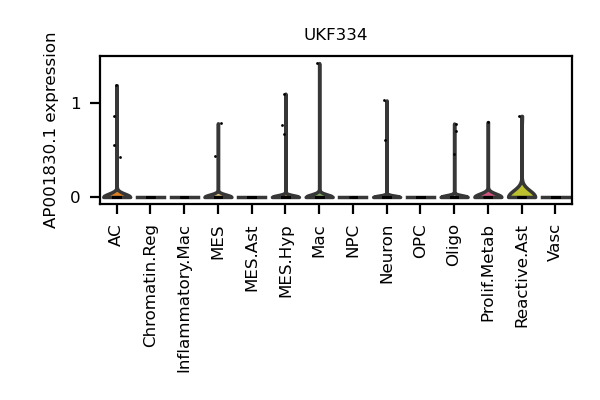 UKF334
AP001830.1 expression
1
0
AC
Chromatin.Reg
Inflammatory.Mac
MES
MES.Ast
MES.Hyp
Mac
NPC
Neuron
OPC
Oligo
Prolif.Metab
Reactive.Ast
Vasc